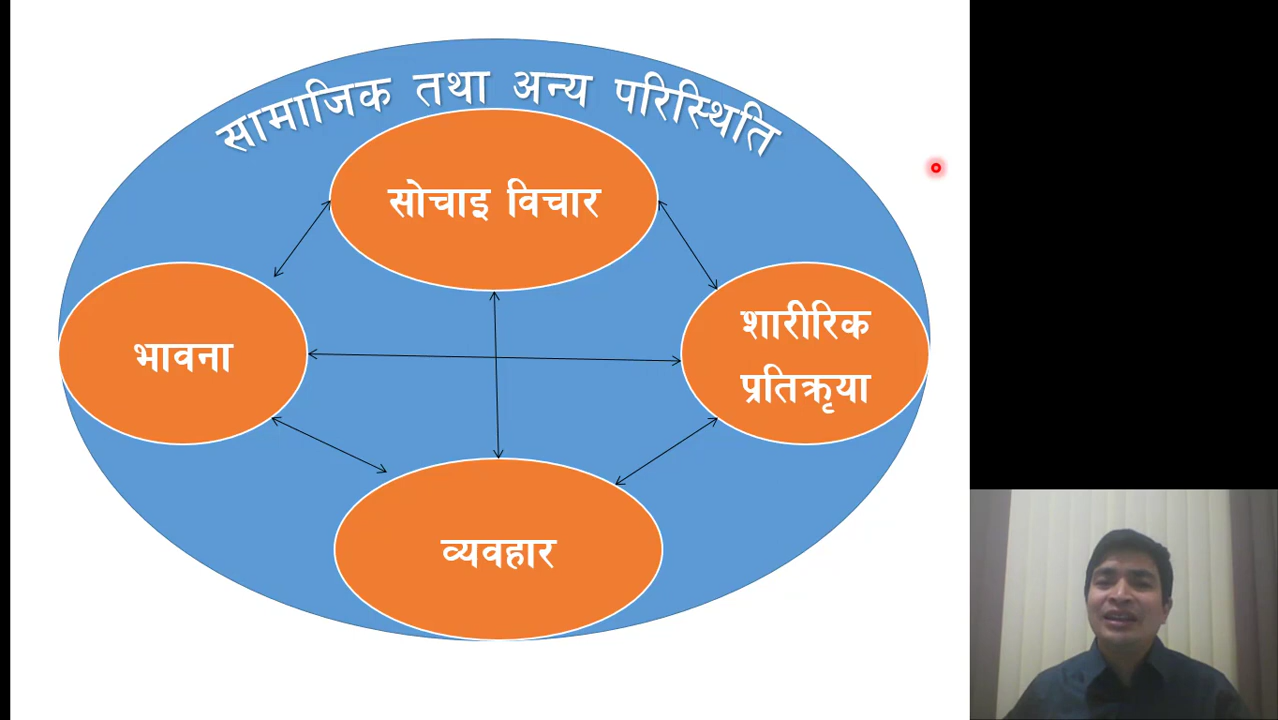 सामाजिक तथा अन्य परिस्थिति
सोचाइ विचार
भावना
शारीरिक
प्रतिक्रृया
व्यवहार